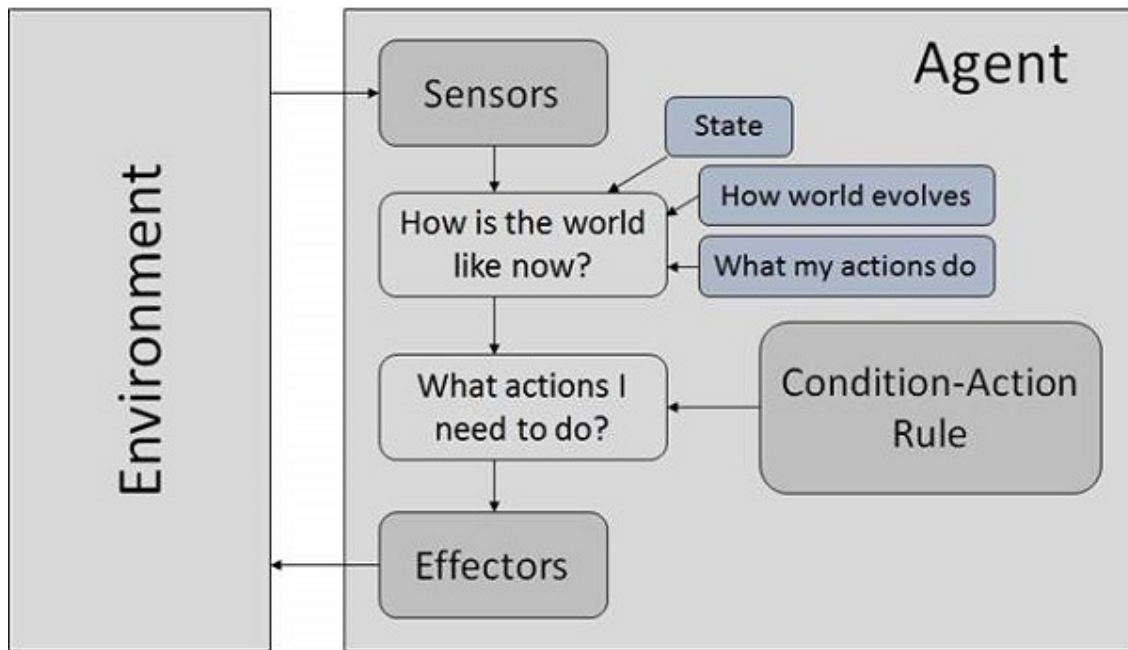 Environment
Agent
Sensors
State
How world evolves
How is the world
like now?
What my actions do
What actions I
need to do?
Condition-Action
Rule
Effectors